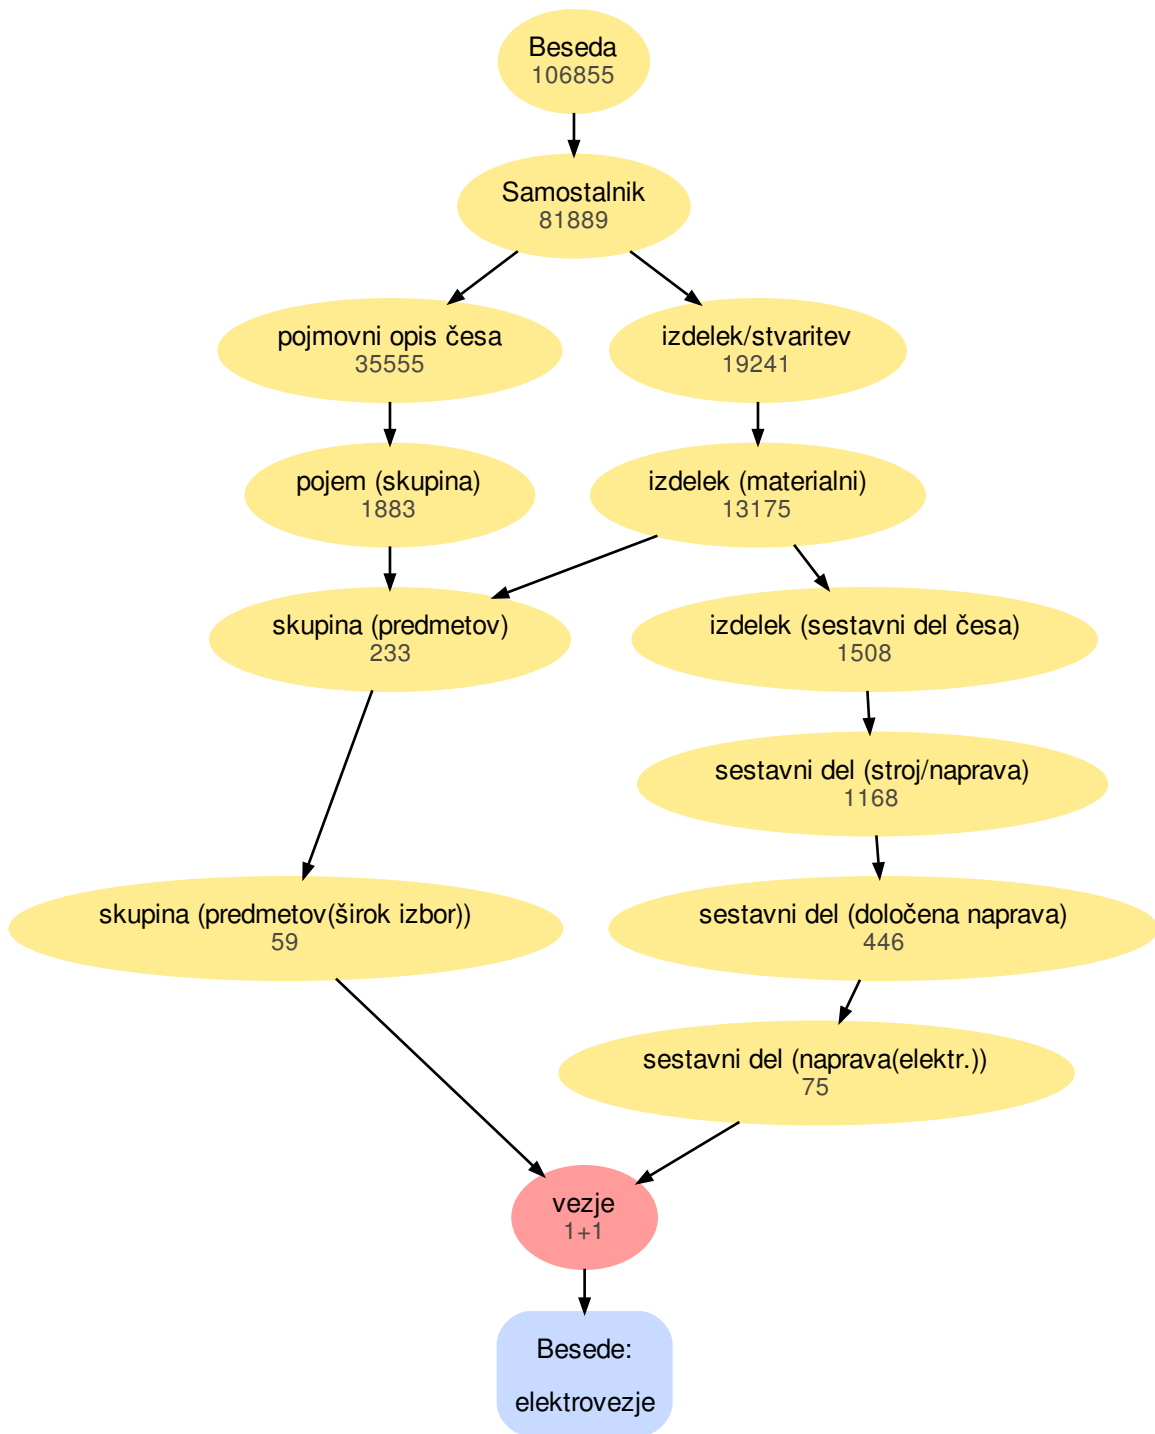 Beseda
106855
Samostalnik
81889
pojmovni opis česa
35555
izdelek/stvaritev
19241
pojem (skupina)
1883
izdelek (materialni)
13175
skupina (predmetov)
233
izdelek (sestavni del česa)
1508
sestavni del (stroj/naprava)
1168
skupina (predmetov(širok izbor))
59
sestavni del (določena naprava)
446
sestavni del (naprava(elektr.))
75
vezje
1+1
Besede:
elektrovezje